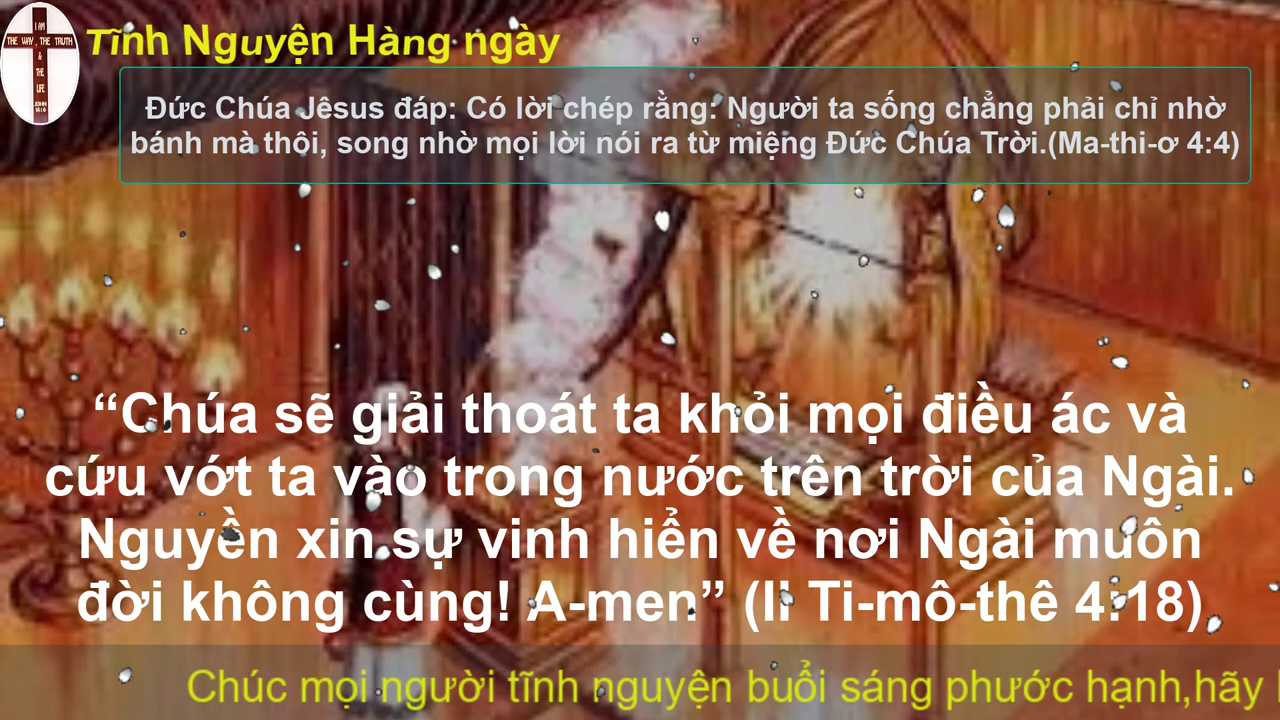 I AM
THE WAY, THE TRUTH
&
THE
LIFE
JOHN
14:6
Tĩnh Nguyện Hàng ngày
Đức Chúa Jêsus đáp: Có lời chép rằng: Người ta sống chẳng phải chỉ nhờ
bánh mà thôi, song nhờ mọi lời nói ra từ miệng Đức Chúa Trời.(Ma-thi-ơ 4:4)
“Chúa sẽ giải thoát ta khỏi mọi điều ác và
cứu vớt ta vào trong nước trên trời của Ngài.
Nguyền xin sự vinh hiển về nơi Ngài muôn
đời không cùng! A-men” (Ii Ti-mô-thê 4:18)
Chúc mọi người tĩnh nguyện buổi sáng phước hạnh,hãy